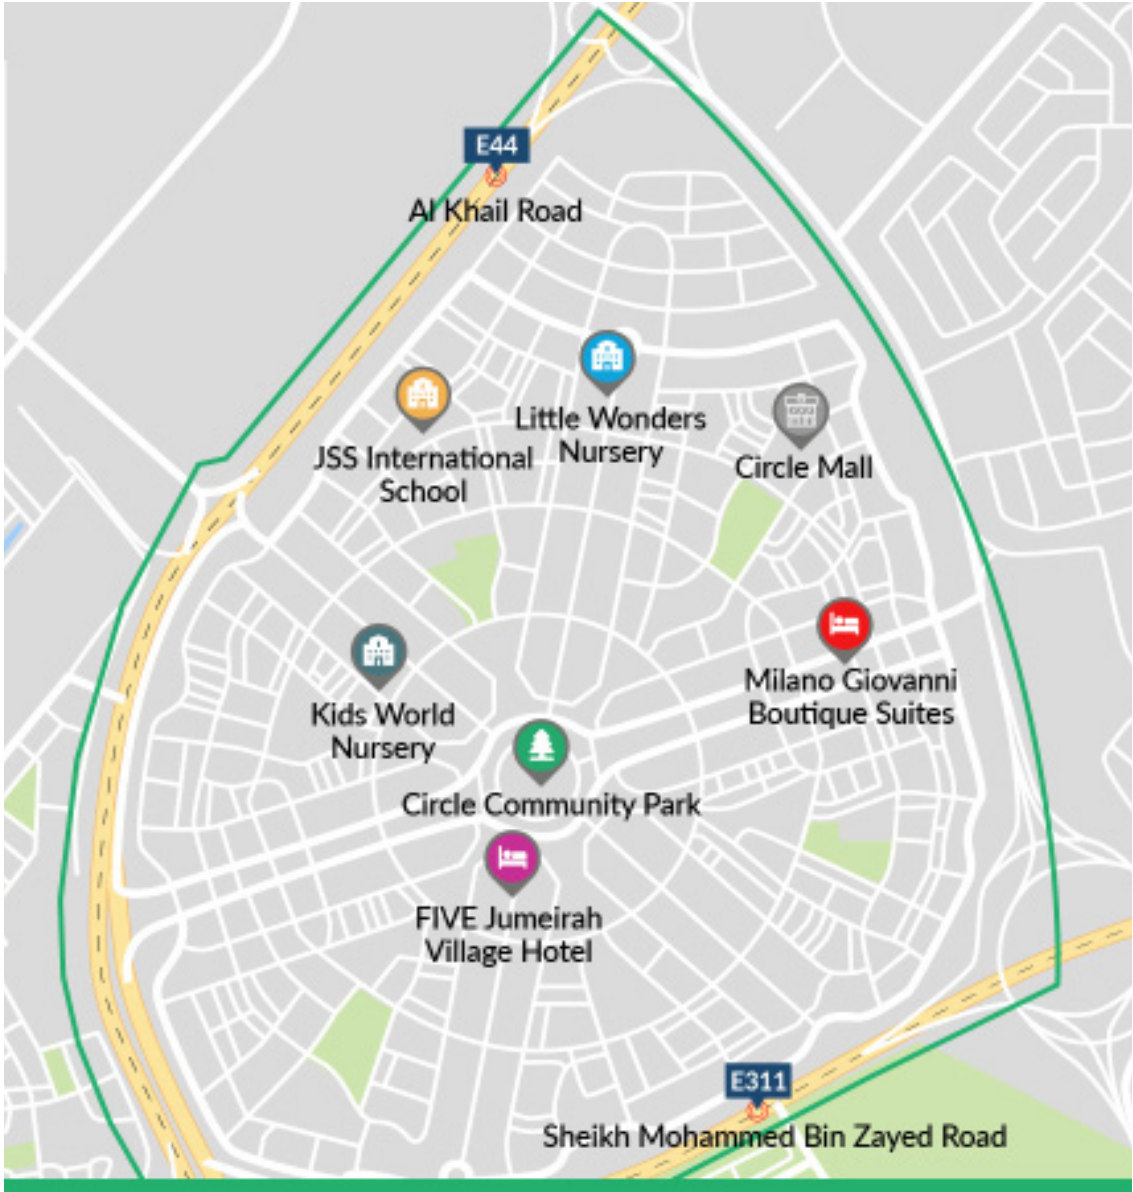 E44
Al Khail Road
Little Wonders
Nursery
JSS International
School
Circle Mall
Milano Giovanni
Boutique Suites
Kids World
Nursery
Circle Community Park
FIVE Jumeirah
Village Hotel
E311
Sheikh Mohammed Bin Zayed Road